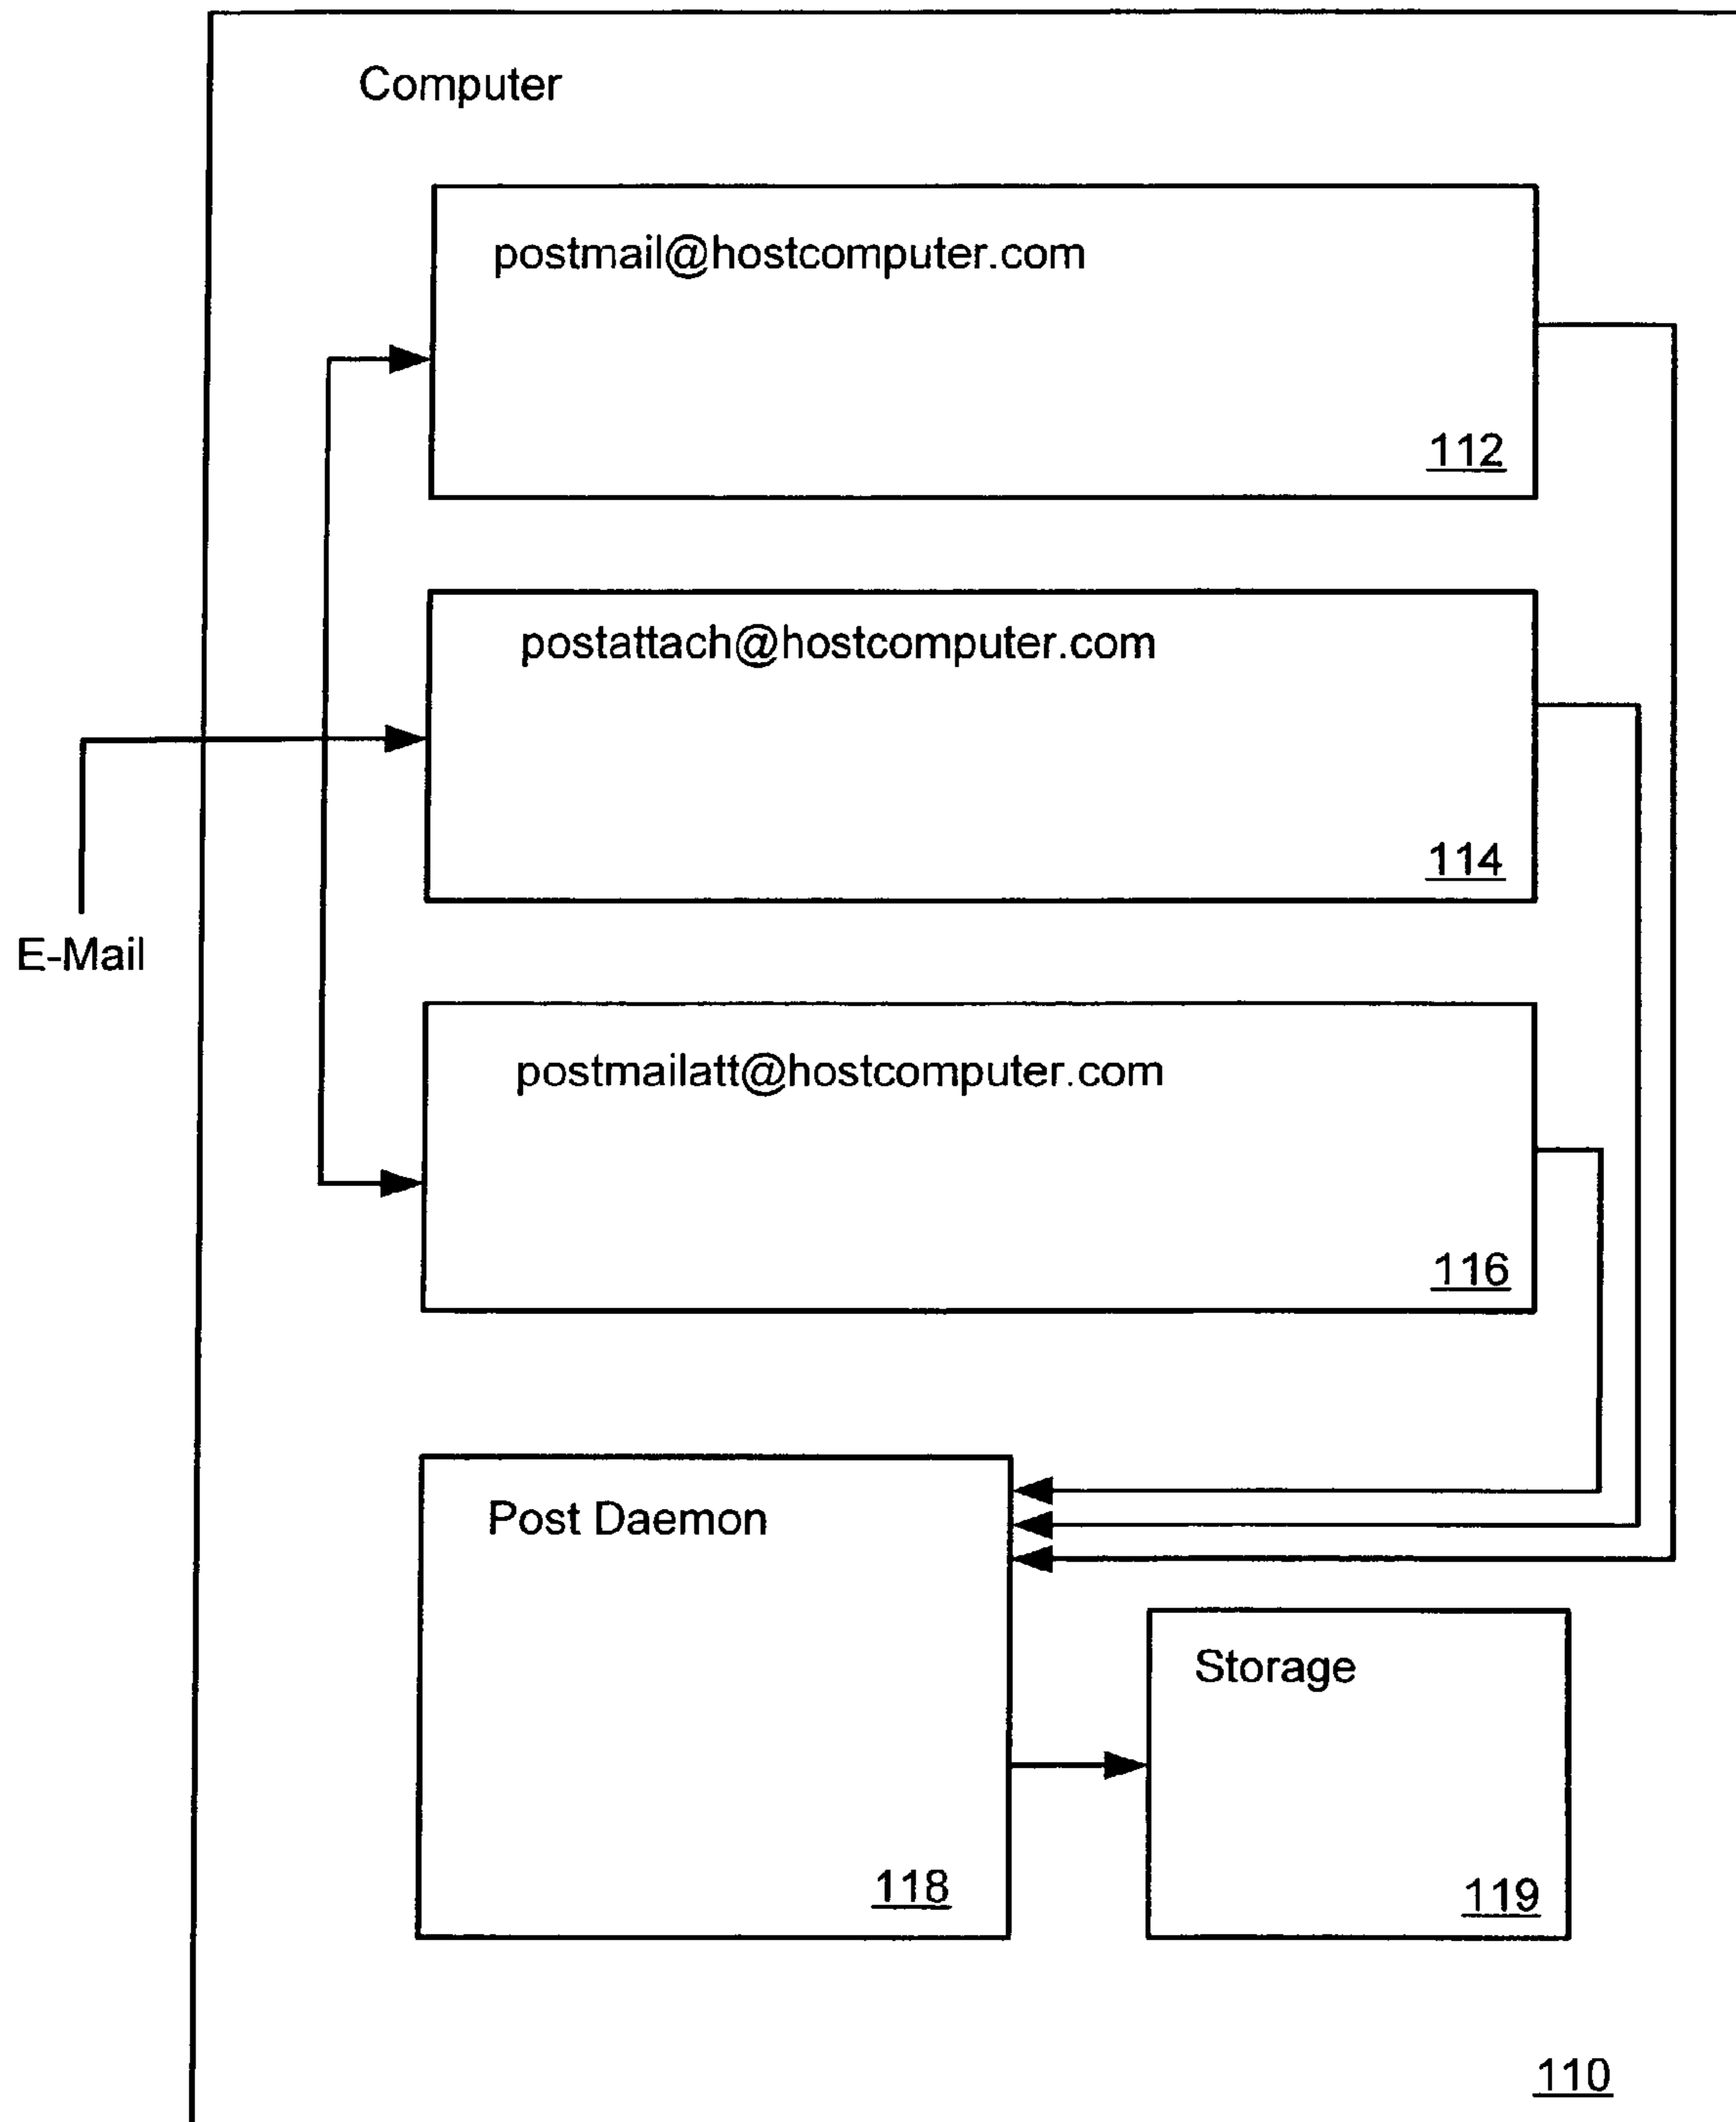 Computer
postmail@hostcomputer.com
112
postattach@hostcomputer.com
114
E-Mail
postmailatt@hostcomputer.com
116
Post Daemon
118
Storage
119
110